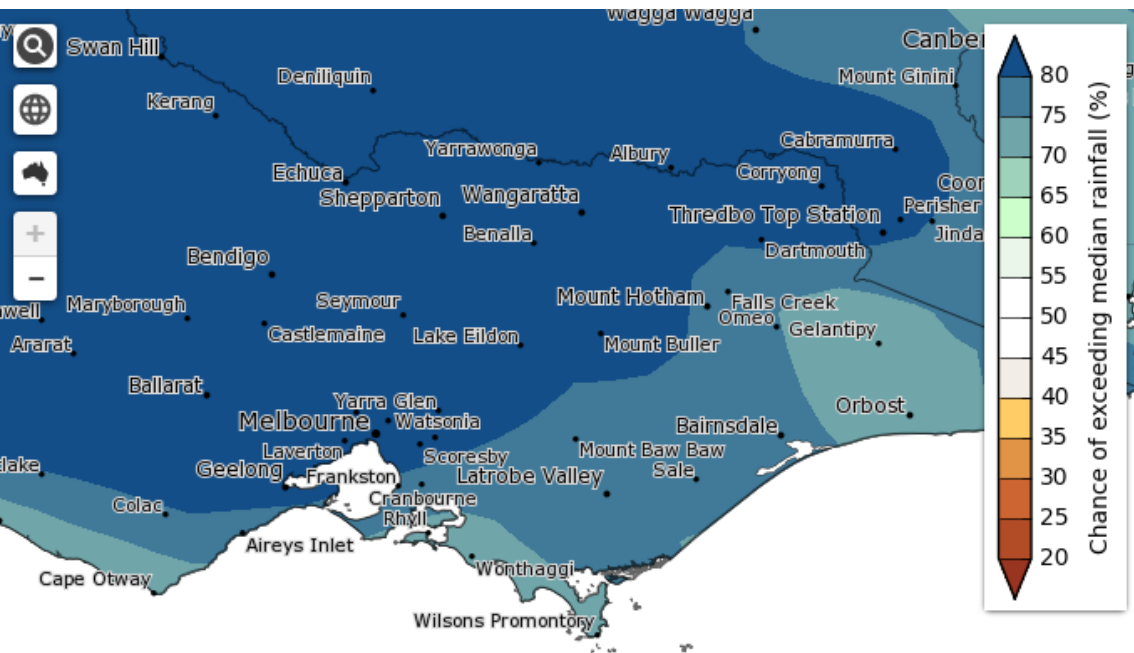 Wagga Wagga
Swan Hill
Canber
Deniliquin
Mount Ginini
Kerang
Yarrawonga
Albury
Cabramurra
Echuca
Corryong
Shepparton
Wangaratta
Coor
Perisher
Thredbo Top Station
Benalla
Jinda
Dartmouth
Bendigo
Maryborough
Seymour
Mount Hotham
Falls Creek
well
Castlemaine
Lake Eildon
Omeo
Gelantipy
Ararat
Mount Buller
Ballarat
Yarra Glen
Orbost
Melbourne
Watsonia
Bairnsdale
Laverton
Scoresby
Mount Baw Baw
lake
Geelong
Frankston
Latrobe Valley
Sale
Colac
Cranbourne
Rhyll
Aireys Inlet
Cape Otway
Wonthaggi
Wilsons Promontory
+
−
80
75
70
65
60
55
50
45
40
35
30
25
20
Chance of exceeding median rainfall (%)